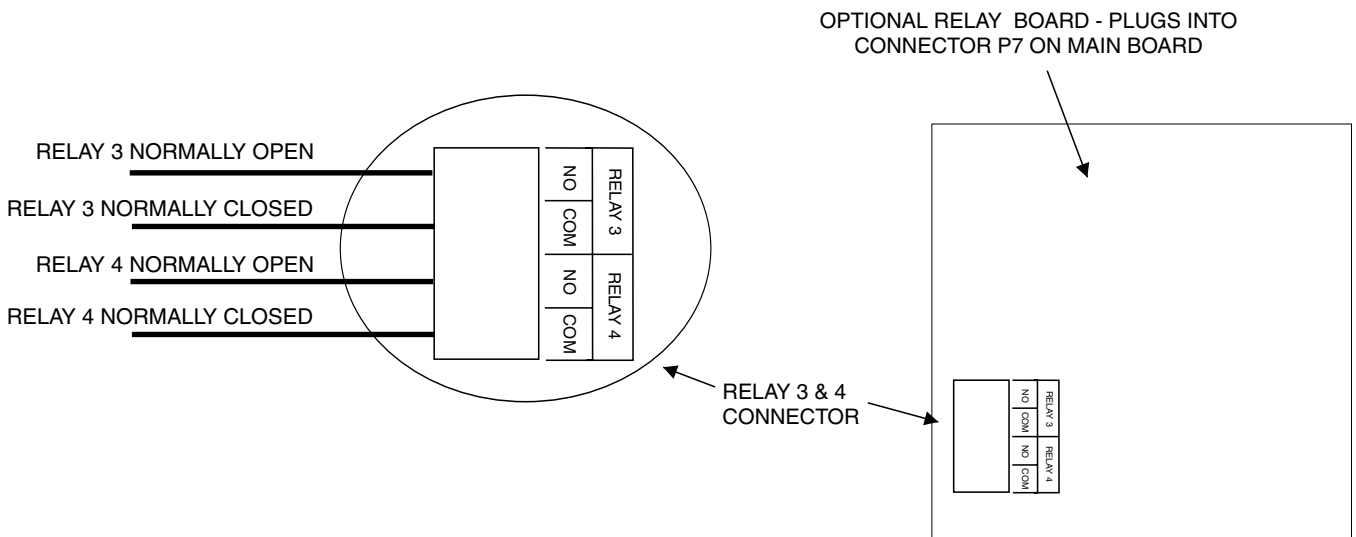 OPTIONAL RELAY BOARD - PLUGS INTO
CONNECTOR P7 ON MAIN BOARD
RELAY 3 NORMALLY OPEN
RELAY 3 NORMALLY CLOSED
RELAY 4 NORMALLY OPEN
RELAY 4 NORMALLY CLOSED
NO
COM
NO
COM
RELAY 3
RELAY 4
RELAY 3 & 4
CONNECTOR
NO
COM
NO
COM
RELAY 3
RELAY 4